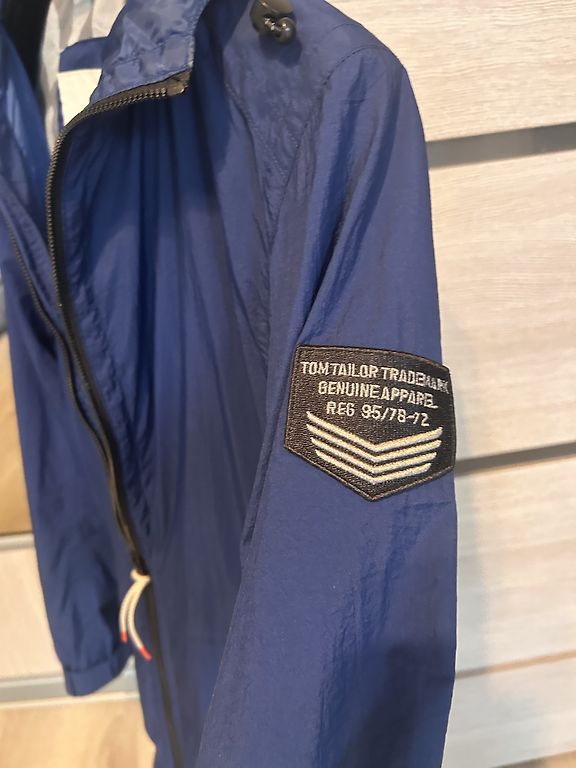 TOM TAILOR TRADEMARK
GENUINE APPAREL
REG 95/78-72